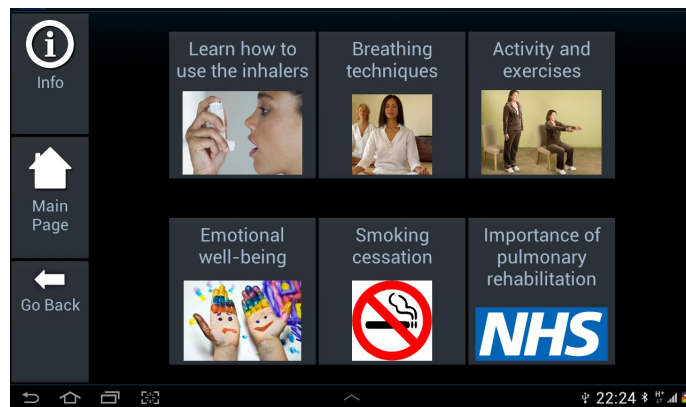 Info
Main
Page
Go Back
Learn how to
use the inhalers
Breathing
techniques
Activity and
exercises
Emotional
well-being
Smoking
cessation
Importance of
pulmonary
rehabilitation
NHS
22:24